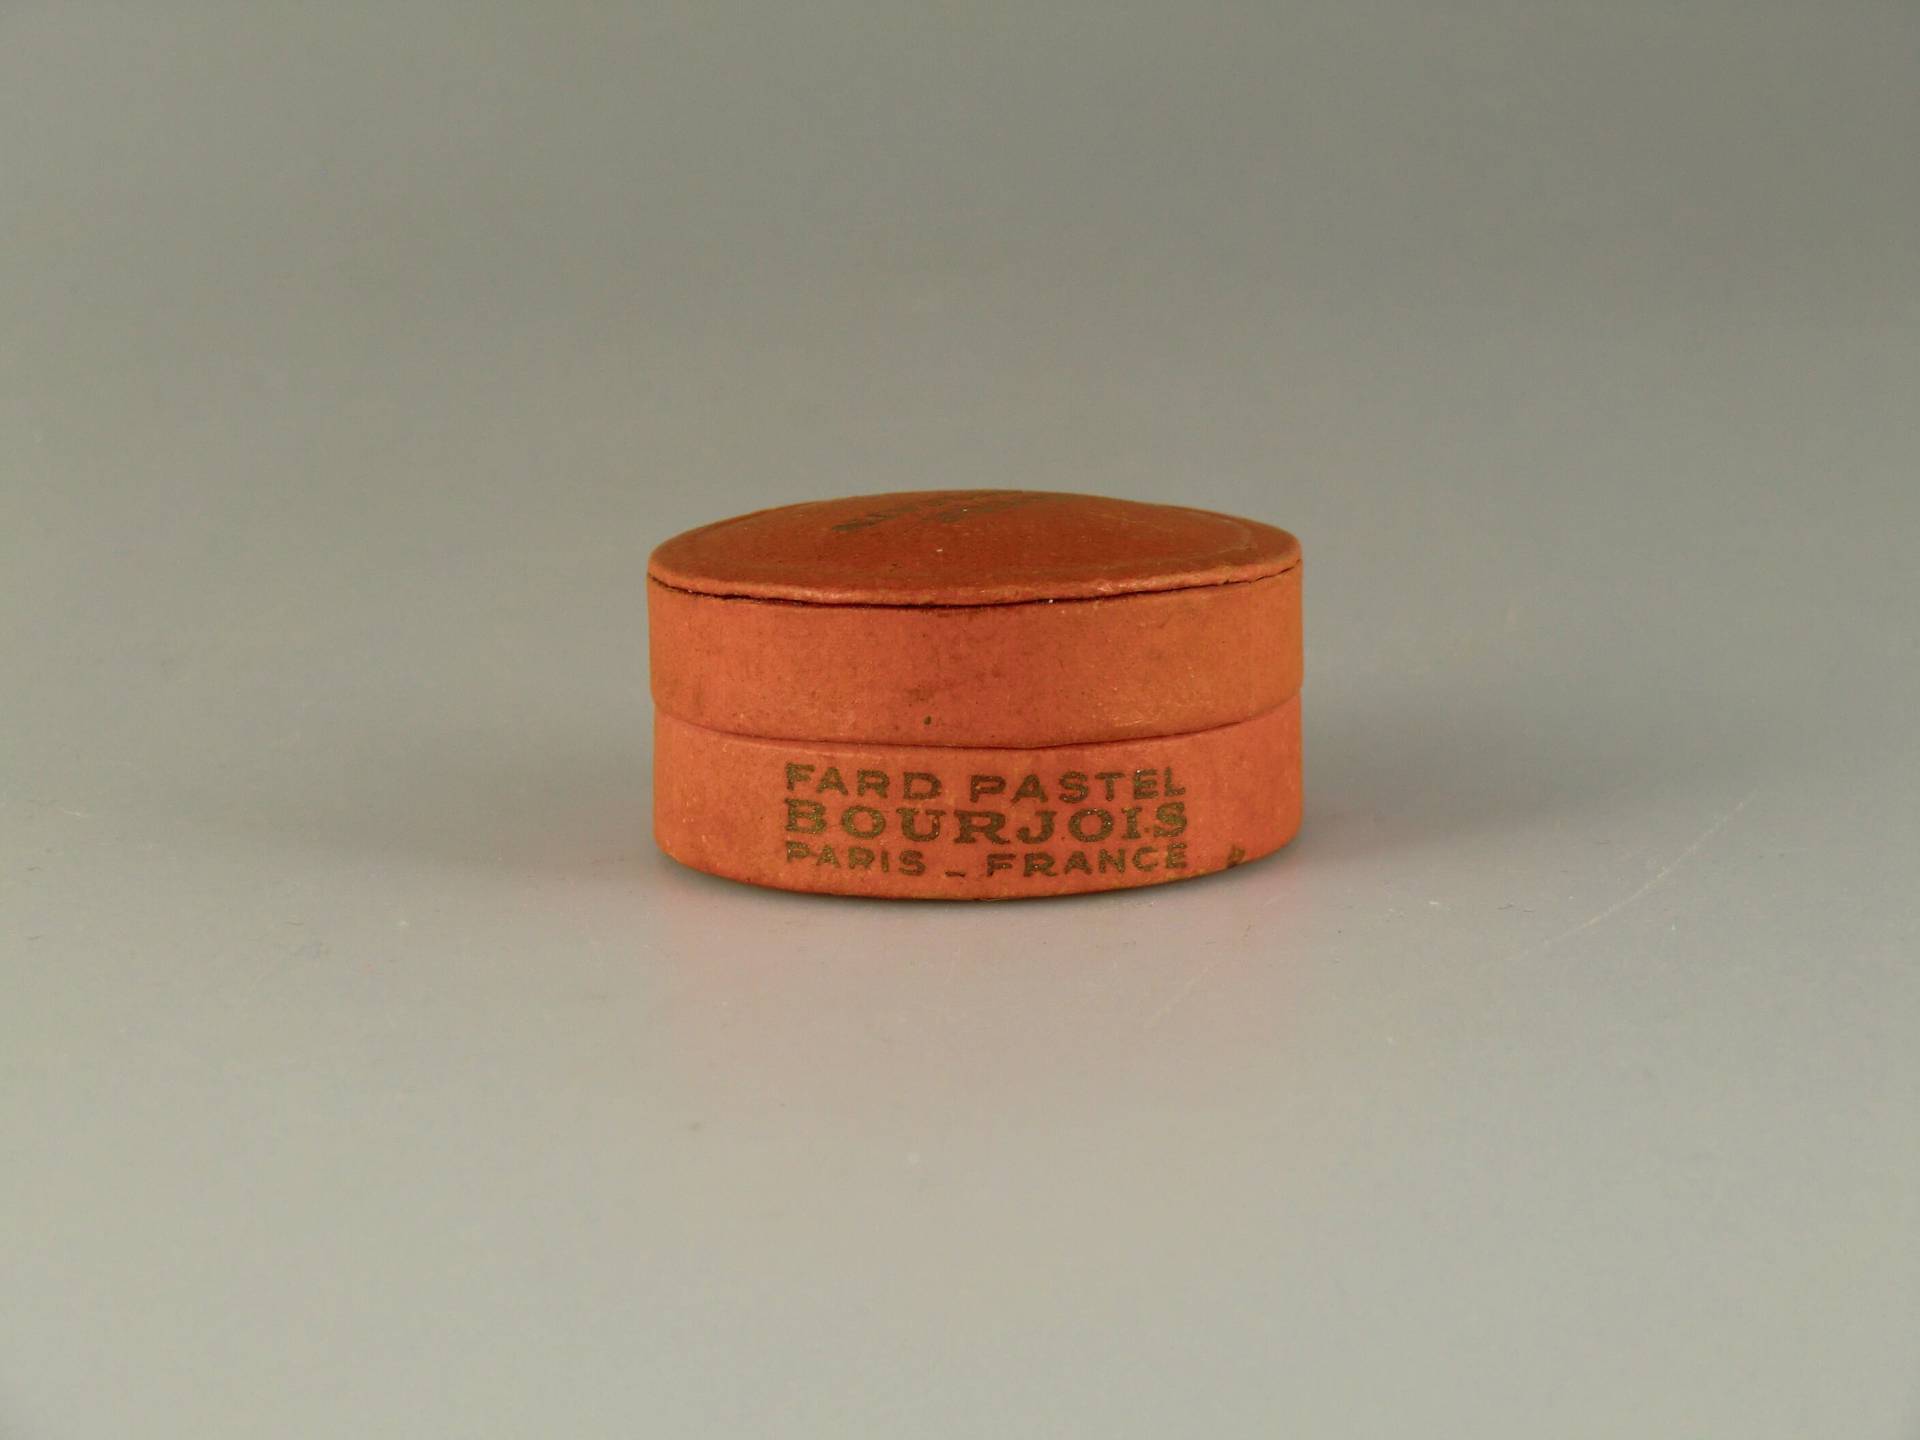 FARD PASTEL
BOURJOIS
PARIS _ FRANCE